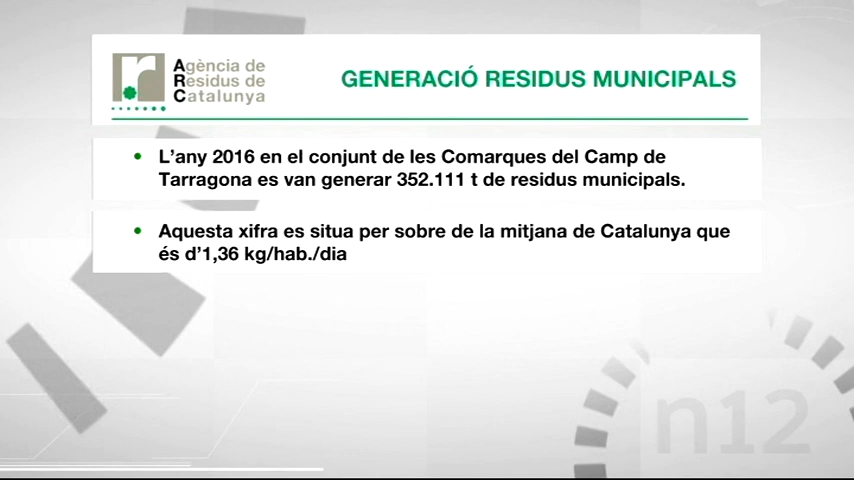 Agència de
Residus de
Catalunya
GENERACIÓ RESIDUS MUNICIPALS
• L'any 2016 en el conjunt de les Comarques del Camp de
Tarragona es van generar 352.111 t de residus municipals.
• Aquesta xifra es situa per sobre de la mitjana de Catalunya que
és d'1,36 kg/hab./dia
n12